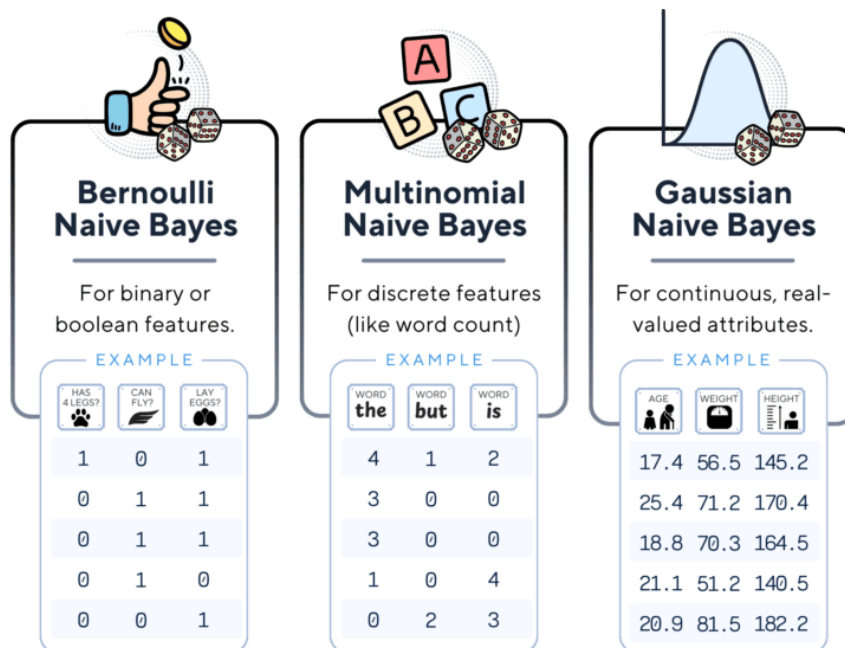 A
B
C
Bernoulli
Naive Bayes
For binary or
boolean features.
EXAMPLE
HAS
4 LEGS?
CAN
FLY?
LAY
EGGS?
1 0 1
0 1 1
0 1 1
0 1 0
0 0 1
Multinomial
Naive Bayes
For discrete features
(like word count)
EXAMPLE
WORD
the
WORD
but
WORD
is
4 1 2
3 0 0
3 0 0
1 0 4
0 2 3
Gaussian
Naive Bayes
For continuous, real-
valued attributes.
EXAMPLE
AGE
WEIGHT
HEIGHT
17.4 56.5 145.2
25.4 71.2 170.4
18.8 70.3 164.5
21.1 51.2 140.5
20.9 81.5 182.2